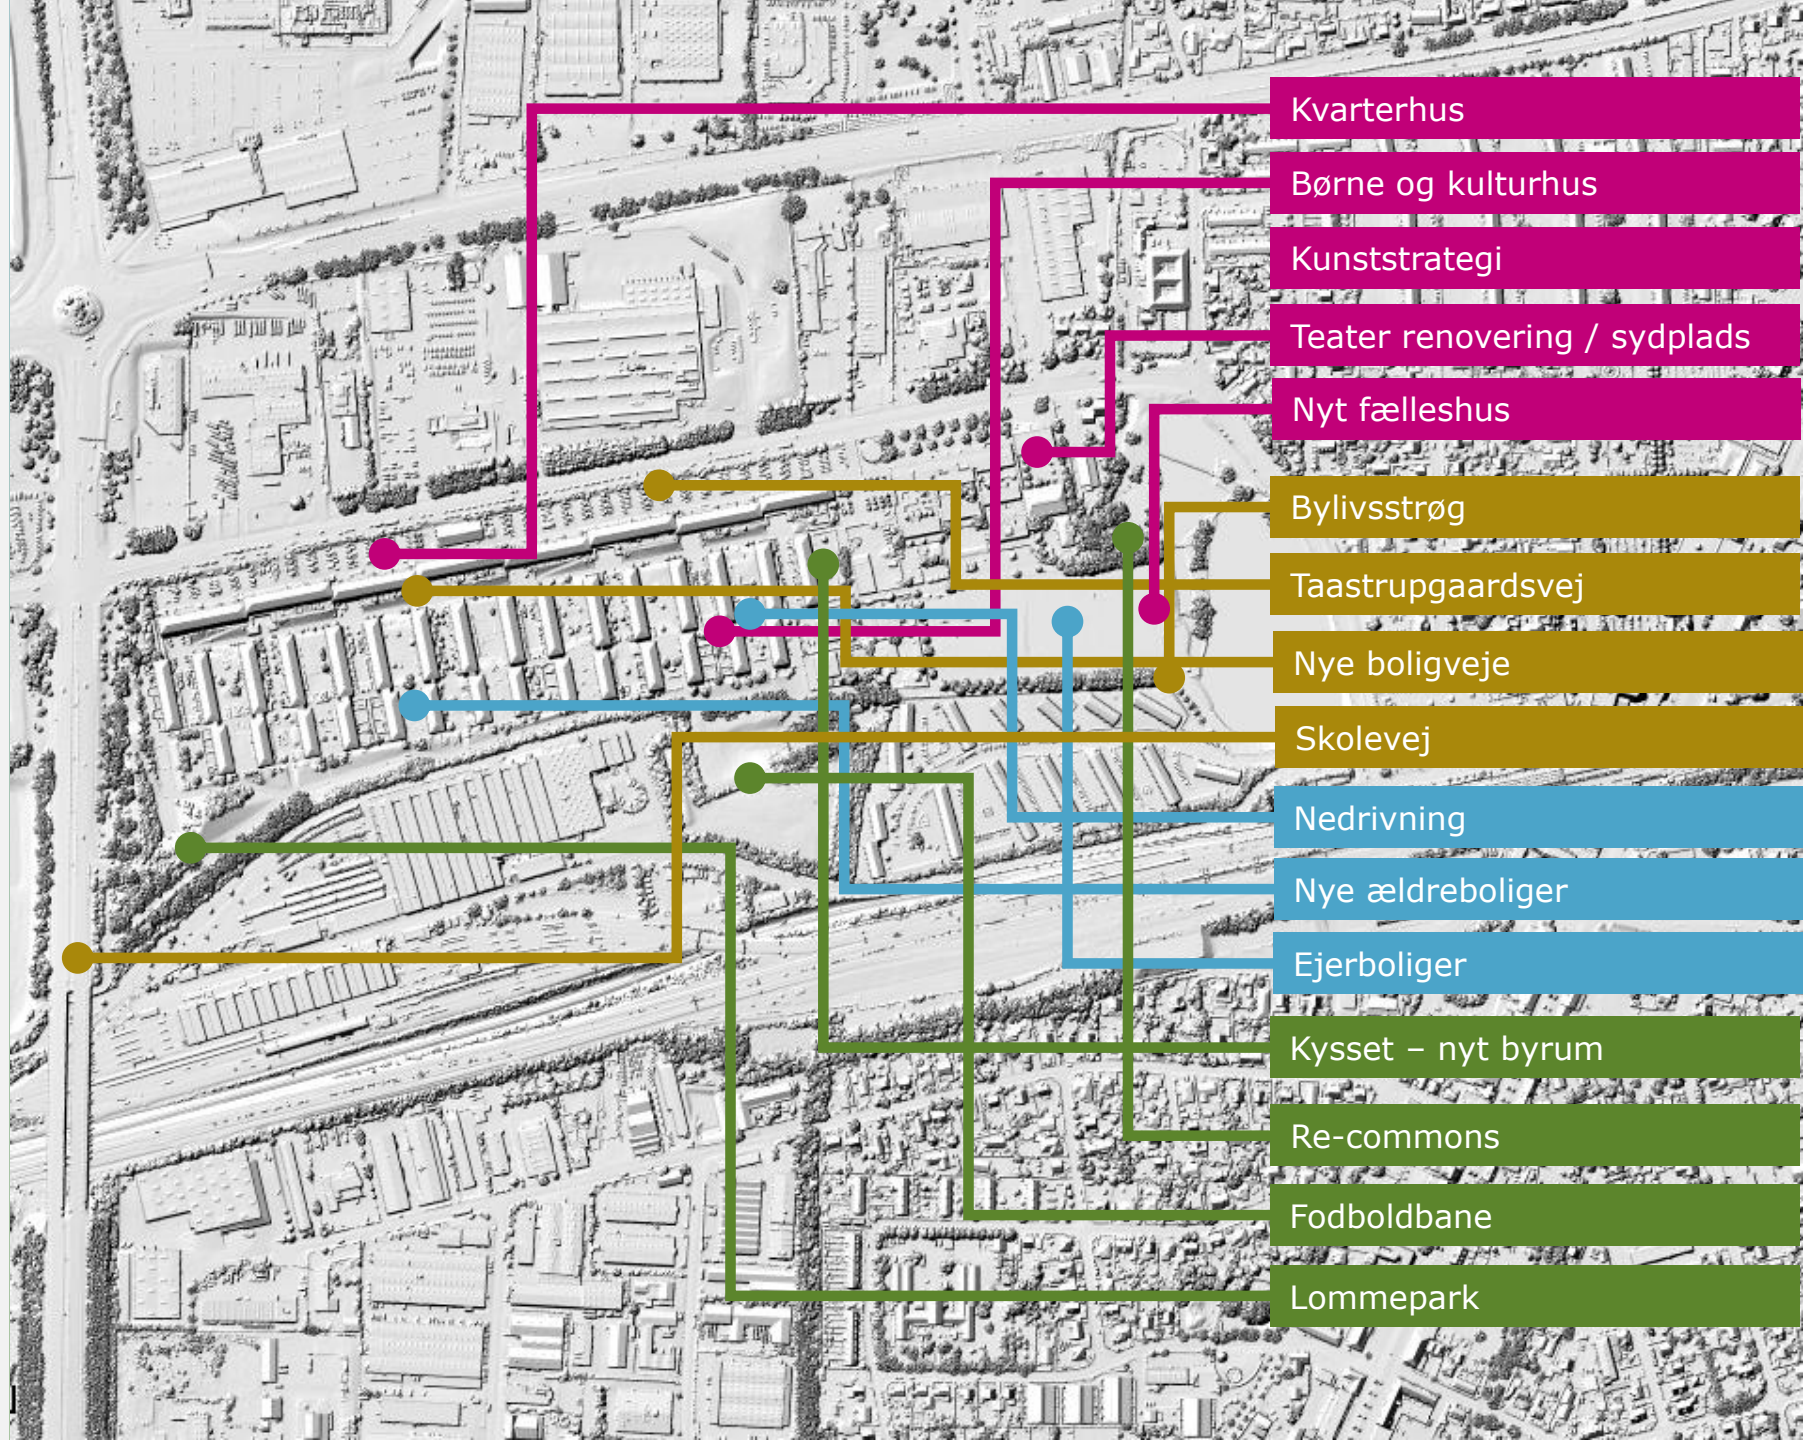 Kvarterhus
Børne og kulturhus
Kunststrategi
Teater renovering / sydplads
Nyt fælleshus
Bylivsstrøg
Taastrupgaardsvej
Nye boligveje
Skolevej
Nedrivning
Nye ældreboliger
Ejerboliger
Kysset – nyt byrum
Re-commons
Fodboldbane
Lommepark